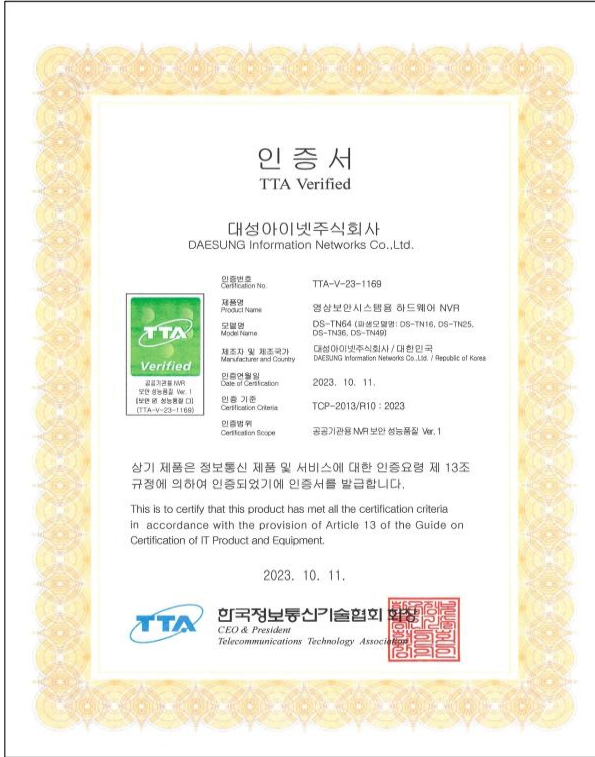 인증서
TTA Verified
대성아이넷주식회사
DAESUNG Information Networks Co.,Ltd.
인증번호
Certification No.
TTA-V-23-1169
제품명
Product Name
영상보안시스템용 하드웨어 NVR
모델명
Model Name
DS-TN64 (파생모델명: DS-TN16, DS-TN25,
DS-TN36, DS-TN49)
제조자 및 제조국가
Manufacturer and Country
대성아이넷주식회사 / 대한민국
DAESUNG Information Networks Co.,Ltd. / Republic of Korea
인증연월일
Date of Certification
2023. 10. 11.
인증 기준
Certification Criteria
TCP-2013/R10 : 2023
인증범위
Certification Scope
공공기관용 NVR 보안 성능품질 Ver. 1
TTA
Verified
공공기관용 NVR
보안 성능품질 Ver. 1
(TTA-V-23-1169)
상기 제품은 정보통신 제품 및 서비스에 대한 인증요령 제 13조
규정에 의하여 인증되었기에 인증서를 발급합니다.
This is to certify that this product has met all the certification criteria
in accordance with the provision of Article 13 of the Guide on
Certification of IT Product and Equipment.
2023. 10. 11.
TTA
한국정보통신기술협회 회장
CEO & President
Telecommunications Technology Association